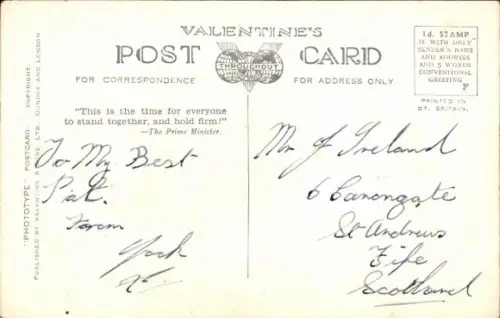 VALENTINE'S
POST CARD
THROUGHOUT
FOR CORRESPONDENCE
FOR ADDRESS ONLY
1d. STAMP
IF WITH ONLY
SENDER'S NAME
AND ADDRESS
AND 5 WORDS
CONVENTIONAL
GREETING
F
PRINTED IN
GT. BRITAIN.
"PHOTOTYPE" POSTCARD. COPYRIGHT.
PUBLISHED BY VALENTINE & SONS LTD. DUNDEE AND LONDON
"This is the time for everyone
to stand together, and hold firm!"
—The Prime Minister.
To My Best
Pal.
From
Mr J Ireland
6 Canongate
St Andrews
Fife
Scotland